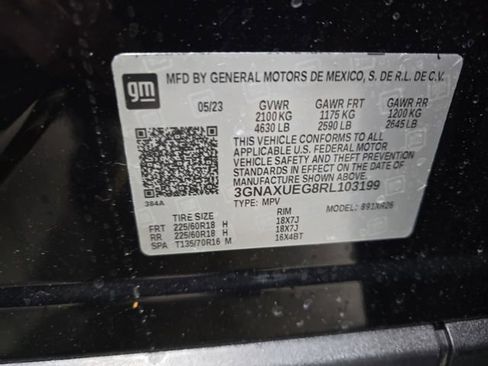 gm
MFD BY GENERAL MOTORS DE MEXICO, S. DE R.L. DE C.V.
05/23 GVWR GAWR FRT GAWR RR
2100 KG 1175 KG 1200 KG
4630 LB 2590 LB 2645 LB
THIS VEHICLE CONFORMS TO ALL
APPLICABLE U.S. FEDERAL MOTOR
VEHICLE SAFETY AND THEFT PREVENTION
STANDARDS IN EFFECT ON THE DATE
OF MANUFACTURE SHOWN ABOVE.
3GNAXUEG8RL103199
384A TYPE: MPV MODEL: 891XR26
TIRE SIZE RIM
FRT 225/60R18 H 18X7J
RR 225/60R18 H 18X7J
SPA T135/70R16 M 16X4BT